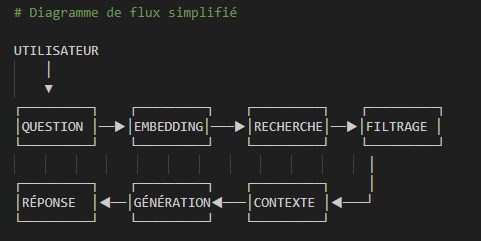 # Diagramme de flux simplifié
UTILISATEUR
QUESTION EMBEDDING RECHERCHE FILTRAGE
RÉPONSE GÉNÉRATION CONTEXTE